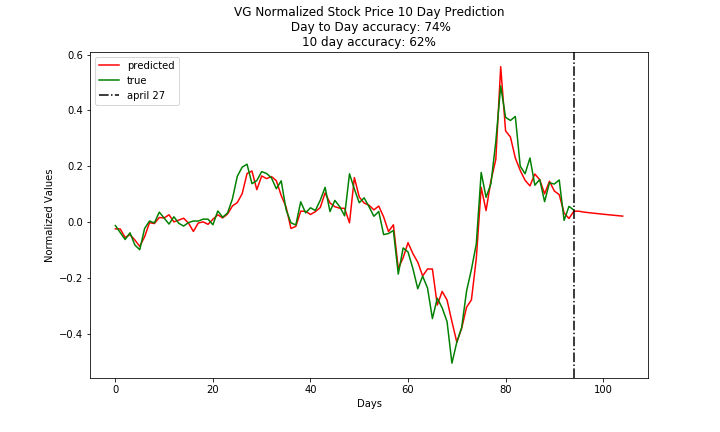 VG Normalized Stock Price 10 Day Prediction
Day to Day accuracy: 74%
10 day accuracy: 62%
predicted
true
april 27
Normalized Values
0.6
0.4
0.2
0.0
−0.2
−0.4
0
20
40
60
80
100
Days